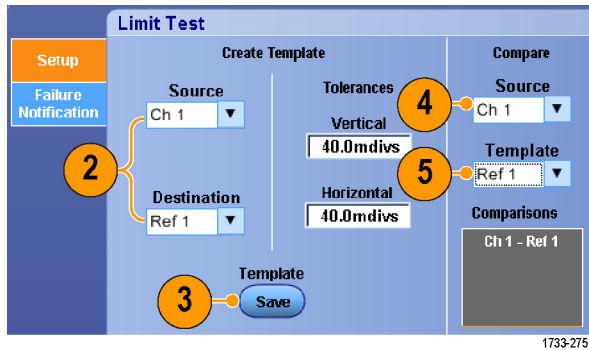 Limit Test
Setup
Failure
Notification
Create Template
Source
Ch 1
2
Destination
Ref 1
Tolerances
Vertical
40.0mdivs
Horizontal
40.0mdivs
Template
3
Save
Compare
Source
4
Ch 1
Template
5
Ref 1
Comparisons
Ch 1 - Ref 1
1733-275